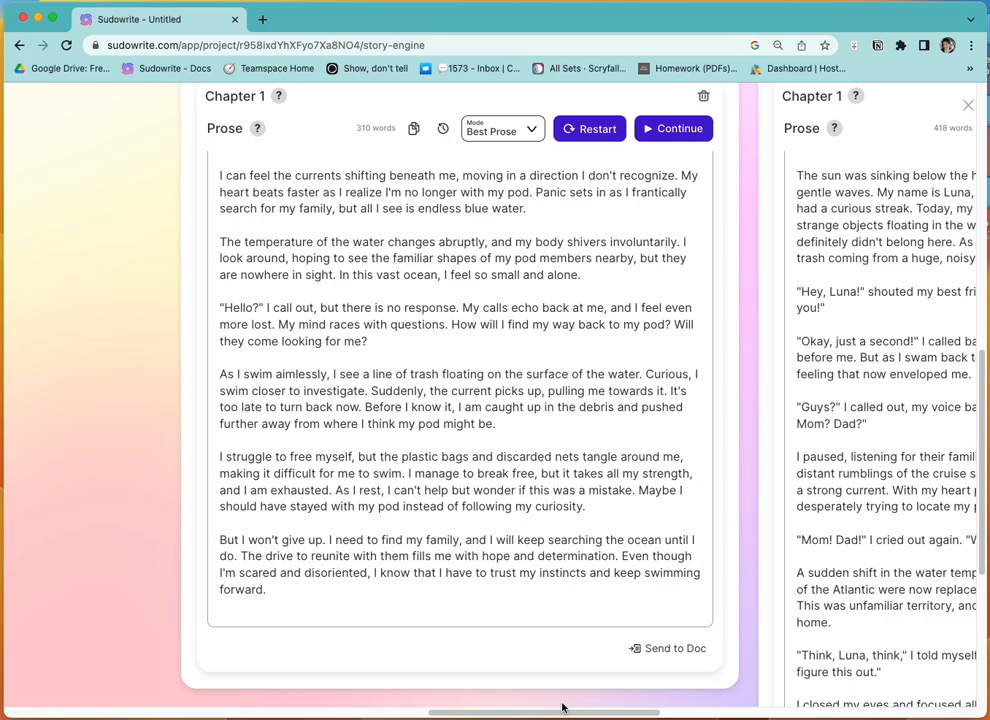 Sudowrite - Untitled
sudowrite.com/app/project/r958ixdYhXFyo7Xa8NO4/story-engine
Google Drive: Fre...
Sudowrite - Docs
Teamspace Home
Show, don't tell
1573 - Inbox | C...
All Sets · Scryfall...
Homework (PDFs)...
Dashboard | Host...
»
Chapter 1 ?
Prose ?
310 words
Mode
Best Prose
Restart
Continue
I can feel the currents shifting beneath me, moving in a direction I don't recognize. My
heart beats faster as I realize I'm no longer with my pod. Panic sets in as I frantically
search for my family, but all I see is endless blue water.
The temperature of the water changes abruptly, and my body shivers involuntarily. I
look around, hoping to see the familiar shapes of my pod members nearby, but they
are nowhere in sight. In this vast ocean, I feel so small and alone.
"Hello?" I call out, but there is no response. My calls echo back at me, and I feel even
more lost. My mind races with questions. How will I find my way back to my pod? Will
they come looking for me?
As I swim aimlessly, I see a line of trash floating on the surface of the water. Curious, I
swim closer to investigate. Suddenly, the current picks up, pulling me towards it. It's
too late to turn back now. Before I know it, I am caught up in the debris and pushed
further away from where I think my pod might be.
I struggle to free myself, but the plastic bags and discarded nets tangle around me,
making it difficult for me to swim. I manage to break free, but it takes all my strength,
and I am exhausted. As I rest, I can't help but wonder if this was a mistake. Maybe I
should have stayed with my pod instead of following my curiosity.
But I won't give up. I need to find my family, and I will keep searching the ocean until I
do. The drive to reunite with them fills me with hope and determination. Even though
I'm scared and disoriented, I know that I have to trust my instincts and keep swimming
forward.
Send to Doc
Chapter 1 ?
Prose ?
418 words
The sun was sinking below the h
gentle waves. My name is Luna,
had a curious streak. Today, my
strange objects floating in the w
definitely didn't belong here. As
trash coming from a huge, noisy
"Hey, Luna!" shouted my best fri
you!"
"Okay, just a second!" I called ba
before me. But as I swam back t
feeling that now enveloped me.
"Guys?" I called out, my voice ba
Mom? Dad?"
I paused, listening for their famil
distant rumblings of the cruise s
a strong current. With my heart
desperately trying to locate my
"Mom! Dad!" I cried out again. "W
A sudden shift in the water temp
of the Atlantic were now replace
This was unfamiliar territory, and
home.
"Think, Luna, think," I told myself
figure this out."
I closed my eyes and focused all